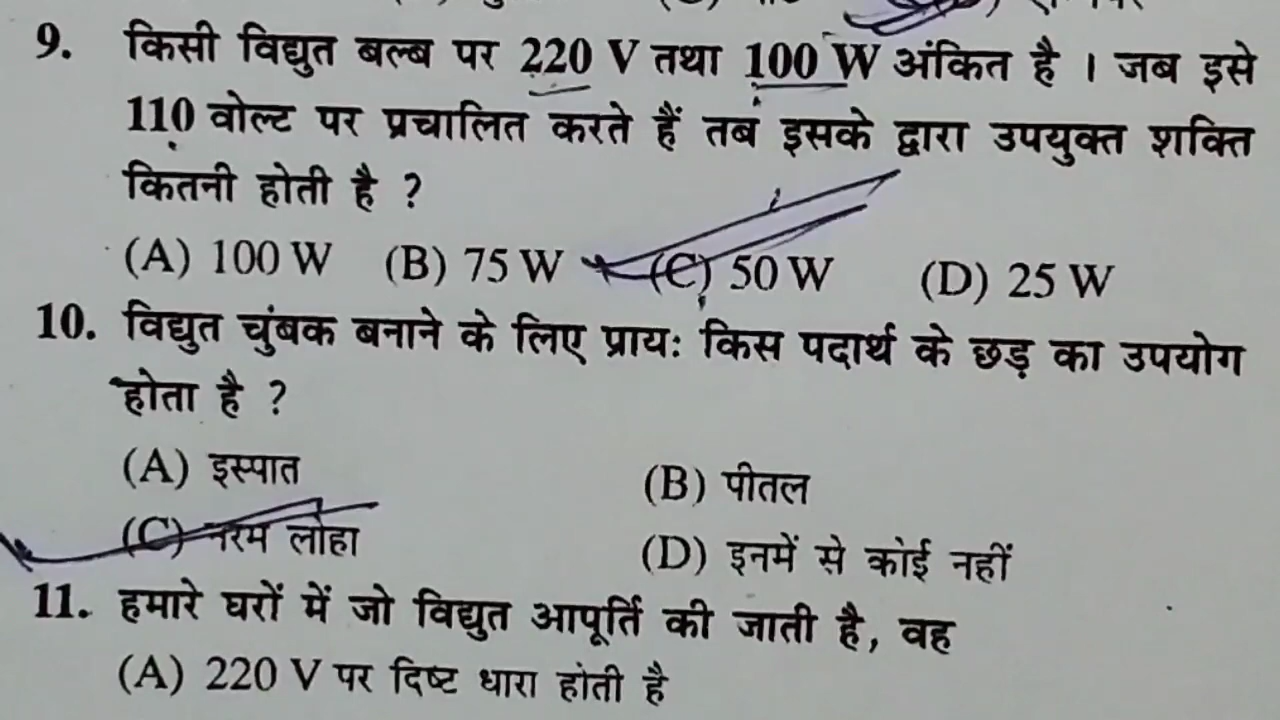 9. किसी विद्युत बल्ब पर 220 V तथा 100 W अंकित है । जब इसे
110 वोल्ट पर प्रचालित करते हैं तब इसके द्वारा उपयुक्त शक्ति
कितनी होती है ?
(A) 100 W (B) 75 W (C) 50 W (D) 25 W
10. विद्युत चुंबक बनाने के लिए प्रायः किस पदार्थ के छड़ का उपयोग
होता है ?
(A) इस्पात (B) पीतल
(C) नरम लोहा (D) इनमें से कोई नहीं
11. हमारे घरों में जो विद्युत आपूर्ति की जाती है, वह
(A) 220 V पर दिष्ट धारा होती है